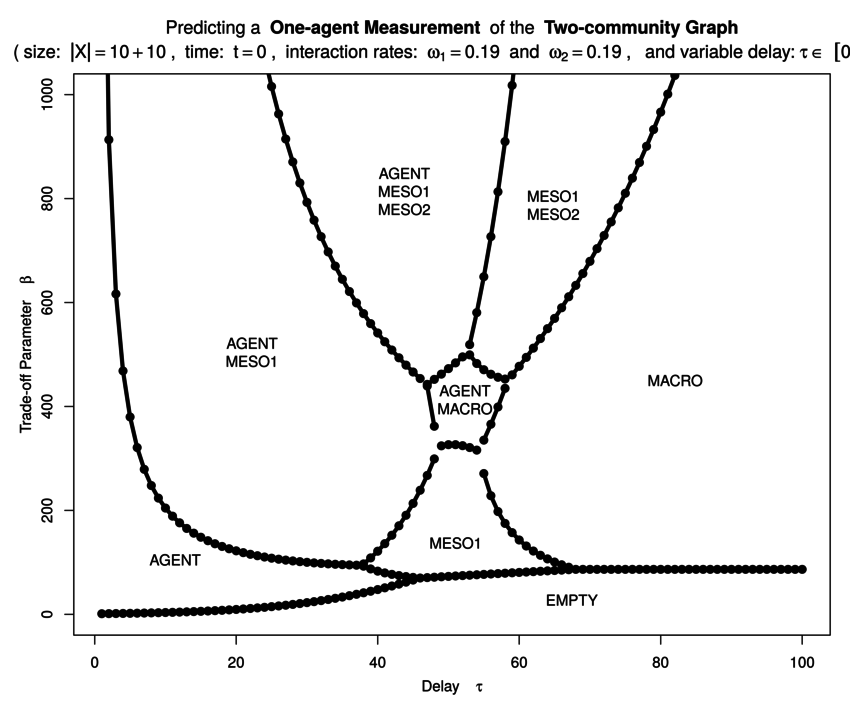 Predicting a One-agent Measurement of the Two-community Graph
( size: |X| = 10 + 10 , time: t = 0 , interaction rates: ω1 = 0.19 and ω2 = 0.19 , and variable delay: τ ∈ [0
1000
800
600
400
200
0
Trade-off Parameter β
AGENT
MESO1
MESO2
MESO1
MESO2
AGENT
MESO1
AGENT
MACRO
MACRO
MESO1
AGENT
EMPTY
0 20 40 60 80 100
Delay τ